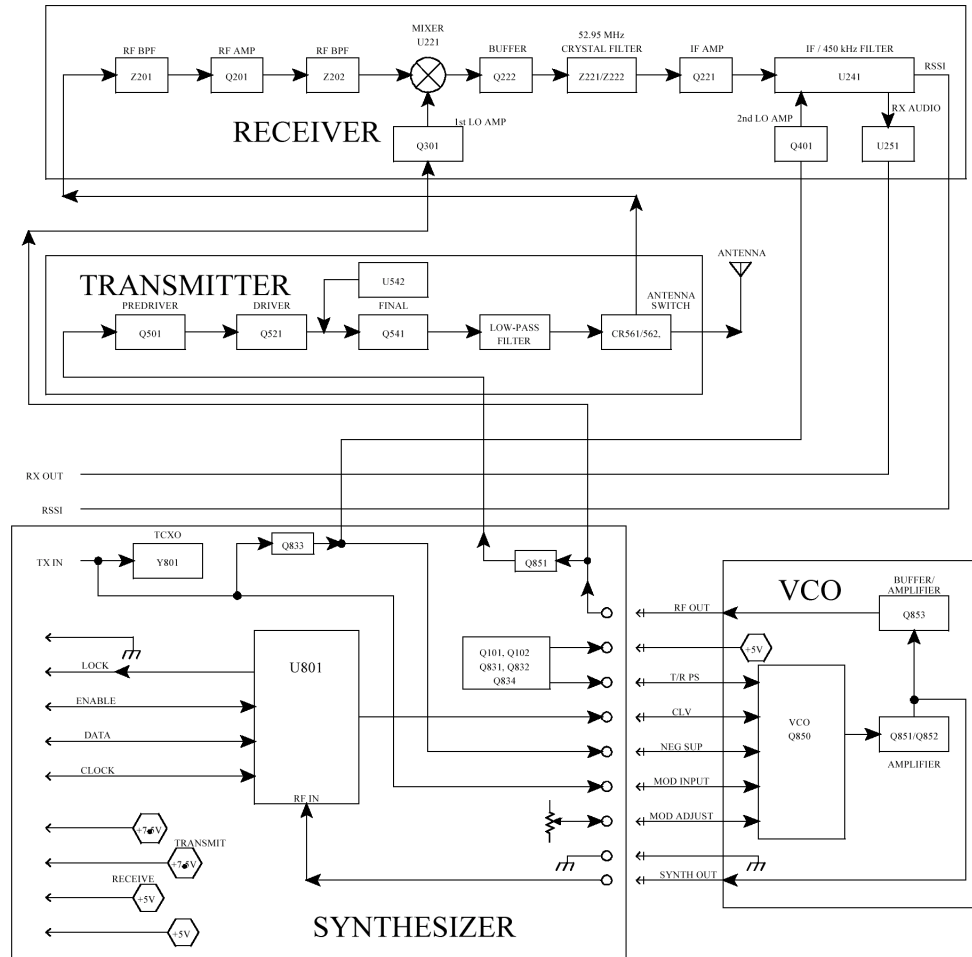 MIXER
U221
RF BPF
RF AMP
RF BPF
BUFFER
52.95 MHz
CRYSTAL FILTER
IF AMP
IF / 450 kHz FILTER
Z201
Q201
Z202
Q222
Z221/Z222
Q221
U241
RSSI
1st LO AMP
2nd LO AMP
RX AUDIO
RECEIVER
Q301
Q401
U251
ANTENNA
TRANSMITTER
U542
PREDRIVER
DRIVER
FINAL
ANTENNA
SWITCH
Q501
Q521
Q541
LOW-PASS
FILTER
CR561/562,
RX OUT
RSSI
TCXO
TX IN
Y801
Q833
Q851
VCO
BUFFER/
AMPLIFIER
Q853
RF OUT
+5V
U801
Q101, Q102
Q831, Q832
Q834
LOCK
T/R PS
ENABLE
CLV
VCO
Q850
Q851/Q852
AMPLIFIER
DATA
NEG SUP
CLOCK
MOD INPUT
RF IN
MOD ADJUST
+7.5V
TRANSMIT
+7.5V
RECEIVE
+5V
SYNTH OUT
+5V
SYNTHESIZER